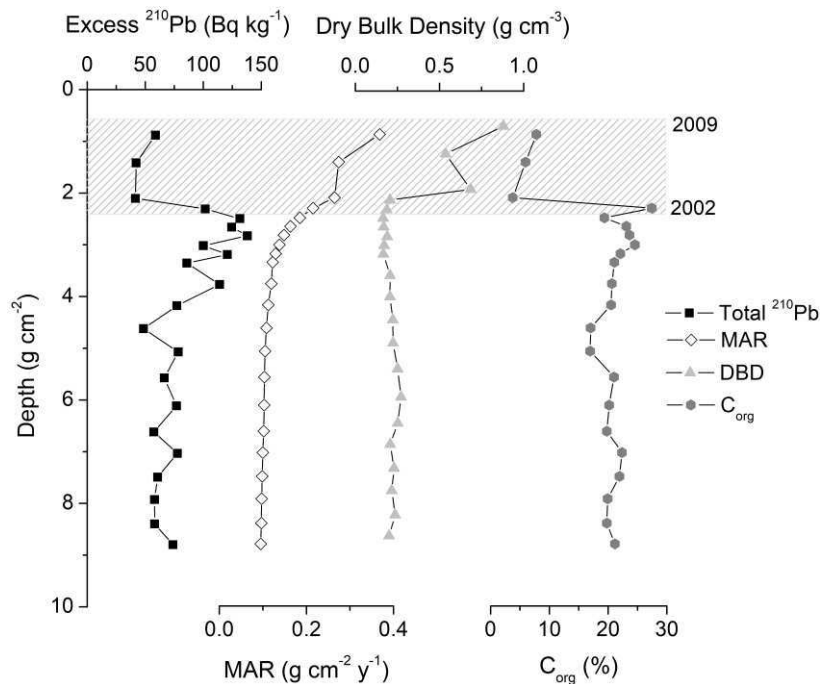 Excess ²¹⁰Pb (Bq kg⁻¹) Dry Bulk Density (g cm⁻³)
0 50 100 150 0.0 0.5 1.0
0
2
4
6
8
10
Depth (g cm⁻²)
2009
2002
Total ²¹⁰Pb
MAR
DBD
C_org
0.0 0.2 0.4 0 10 20 30
MAR (g cm⁻² y⁻¹) C_org (%)